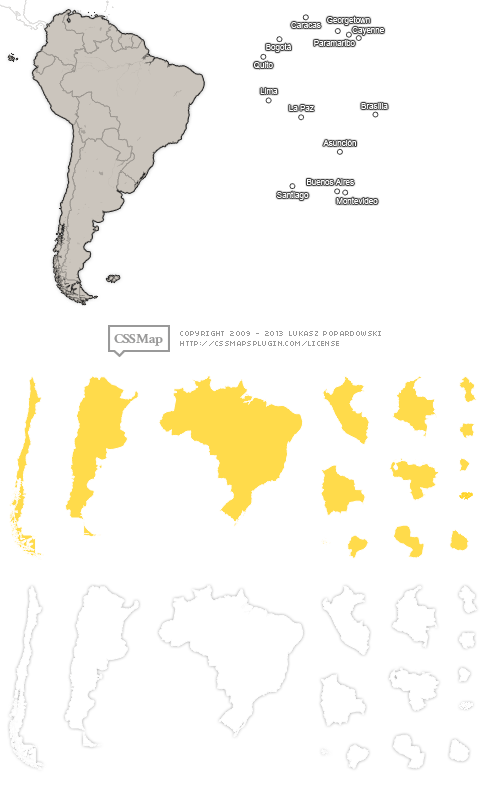 Georgetown
Caracas
Cayenne
Paramaribo
Bogotá
Quito
Lima
La Paz
Brasília
Asunción
Buenos Aires
Santiago
Montevideo
CSSMap
COPYRIGHT 2009 - 2013 LUKASZ POPARDOWSKI
HTTP://CSSMAPSPLUGIN.COM/LICENSE